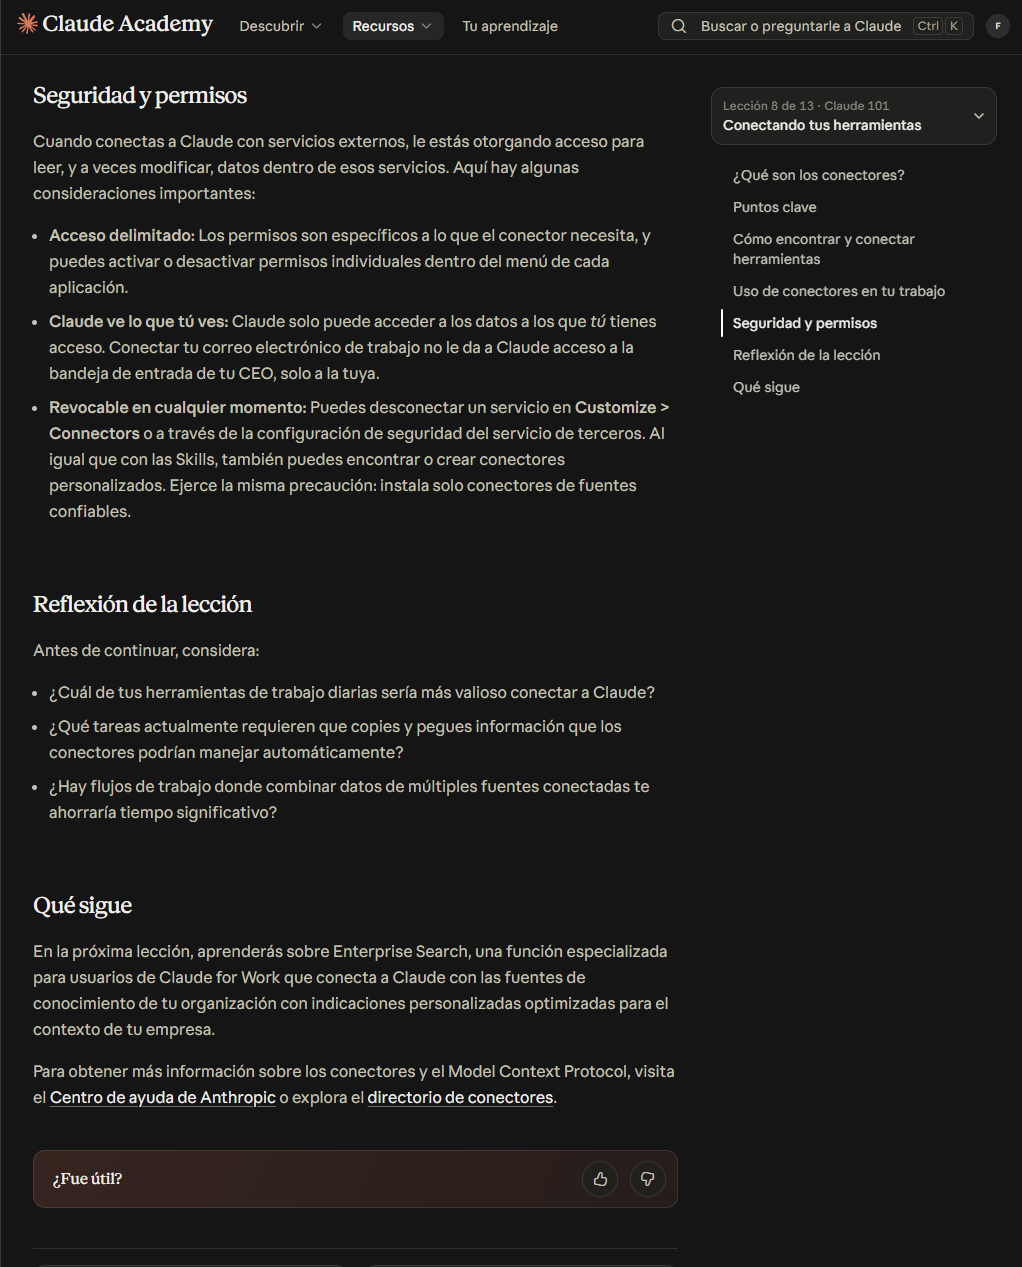 Claude Academy
Descubrir
Recursos
Tu aprendizaje
Buscar o preguntarle a Claude
Ctrl
K
F
Seguridad y permisos
Cuando conectas a Claude con servicios externos, le estás otorgando acceso para
leer, y a veces modificar, datos dentro de esos servicios. Aquí hay algunas
consideraciones importantes:
• Acceso delimitado: Los permisos son específicos a lo que el conector necesita, y
puedes activar o desactivar permisos individuales dentro del menú de cada
aplicación.
• Claude ve lo que tú ves: Claude solo puede acceder a los datos a los que tú tienes
acceso. Conectar tu correo electrónico de trabajo no le da a Claude acceso a la
bandeja de entrada de tu CEO, solo a la tuya.
• Revocable en cualquier momento: Puedes desconectar un servicio en Customize >
Connectors o a través de la configuración de seguridad del servicio de terceros. Al
igual que con las Skills, también puedes encontrar o crear conectores
personalizados. Ejerce la misma precaución: instala solo conectores de fuentes
confiables.
Reflexión de la lección
Antes de continuar, considera:
• ¿Cuál de tus herramientas de trabajo diarias sería más valioso conectar a Claude?
• ¿Qué tareas actualmente requieren que copies y pegues información que los
conectores podrían manejar automáticamente?
• ¿Hay flujos de trabajo donde combinar datos de múltiples fuentes conectadas te
ahorraría tiempo significativo?
Qué sigue
En la próxima lección, aprenderás sobre Enterprise Search, una función especializada
para usuarios de Claude for Work que conecta a Claude con las fuentes de
conocimiento de tu organización con indicaciones personalizadas optimizadas para el
contexto de tu empresa.
Para obtener más información sobre los conectores y el Model Context Protocol, visita
el Centro de ayuda de Anthropic o explora el directorio de conectores.
¿Fue útil?
Lección 8 de 13 · Claude 101
Conectando tus herramientas
¿Qué son los conectores?
Puntos clave
Cómo encontrar y conectar
herramientas
Uso de conectores en tu trabajo
Seguridad y permisos
Reflexión de la lección
Qué sigue